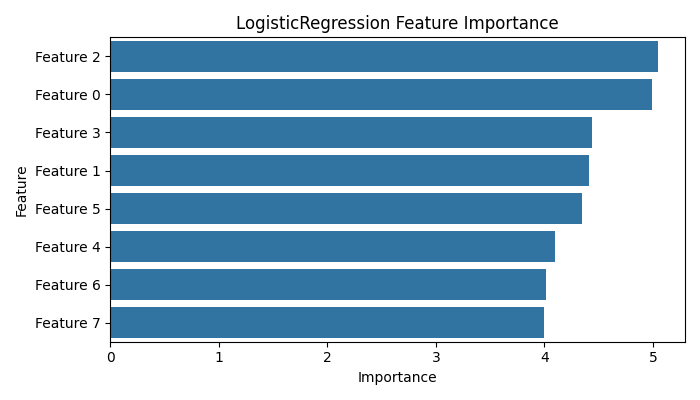 LogisticRegression Feature Importance
Feature
Feature 2
Feature 0
Feature 3
Feature 1
Feature 5
Feature 4
Feature 6
Feature 7
0 1 2 3 4 5
Importance